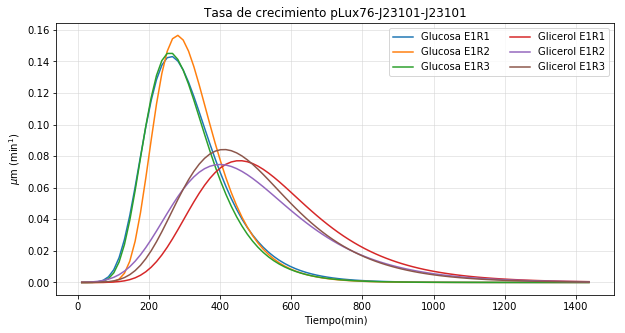 Tasa de crecimiento pLux76-J23101-J23101
Glucosa E1R1
Glucosa E1R2
Glucosa E1R3
Glicerol E1R1
Glicerol E1R2
Glicerol E1R3
0.16
0.14
0.12
0.10
0.08
0.06
0.04
0.02
0.00
μm (min¹)
0 200 400 600 800 1000 1200 1400
Tiempo(min)